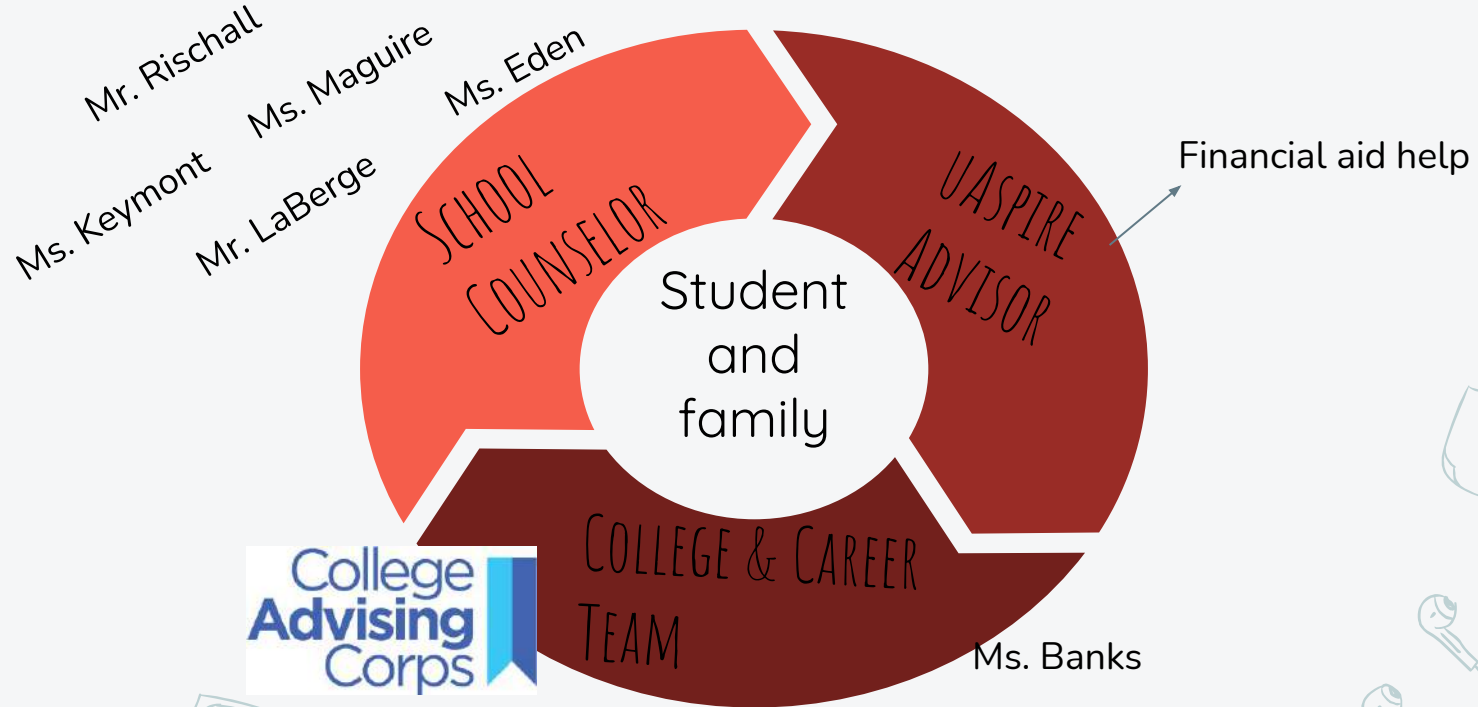 Mr. Rischall
Ms. Maguire
Ms. Eden
Ms. Keymont
Mr. LaBerge
School
Counselor
uAspire
advisor
Financial aid help
Student
and
family
College & Career
Team
College
Advising
Corps
Ms. Banks